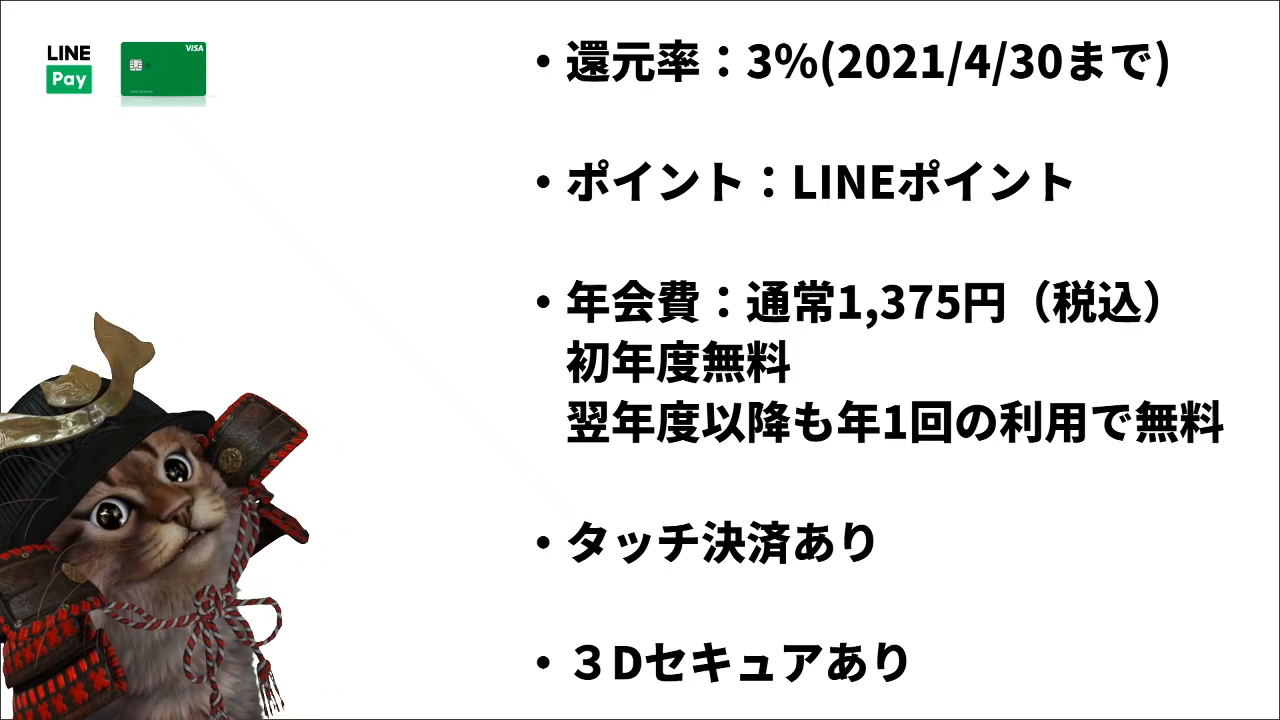 LINE
Pay
VISA
・還元率：3%(2021/4/30まで)
・ポイント：LINEポイント
・年会費：通常1,375円（税込）
初年度無料
翌年度以降も年1回の利用で無料
・タッチ決済あり
・３Dセキュアあり